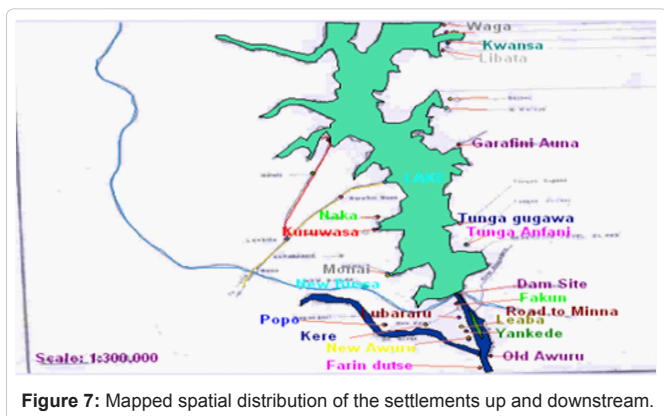 Waga
Kwansa
Libata
Garafini Auna
LAKE
Naka
Tunga gugawa
Kuruwasa
Tunga Anfani
Monai
New Bussa
Dam Site
Fakun
Lubararu
Road to Minna
Popo
Leaba
Kere
Yankede
New Awuru
Old Awuru
Scale: 1:300,000
Farin dutse
Figure 7: Mapped spatial distribution of the settlements up and downstream.